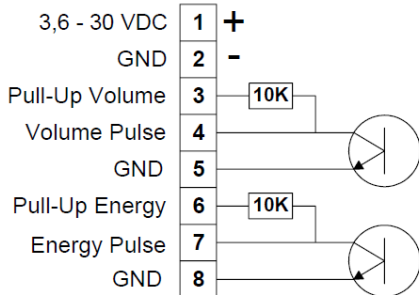 3,6 - 30 VDC 1 +
GND 2 -
Pull-Up Volume 3 10K
Volume Pulse 4
GND 5
Pull-Up Energy 6 10K
Energy Pulse 7
GND 8